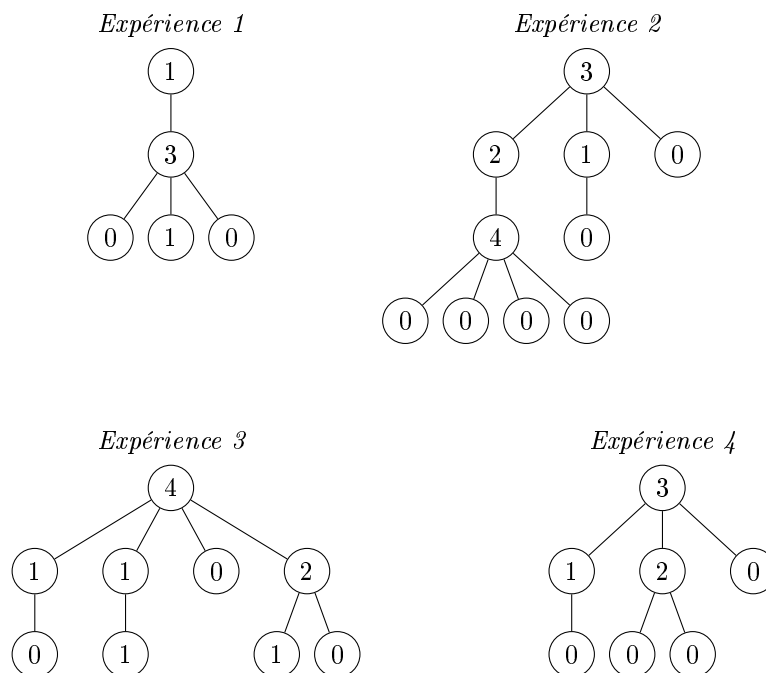 Expérience 1
1
3
0 1 0
Expérience 2
3
2 1 0
4 0
0 0 0 0
Expérience 3
4
1 1 0 2
0 1 1 0
Expérience 4
3
1 2 0
0 0 0